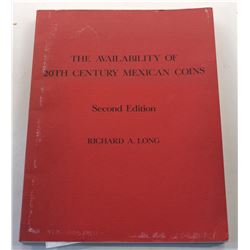 THE AVAILABILITY OF
20TH CENTURY MEXICAN COINS
Second Edition
RICHARD A. LONG